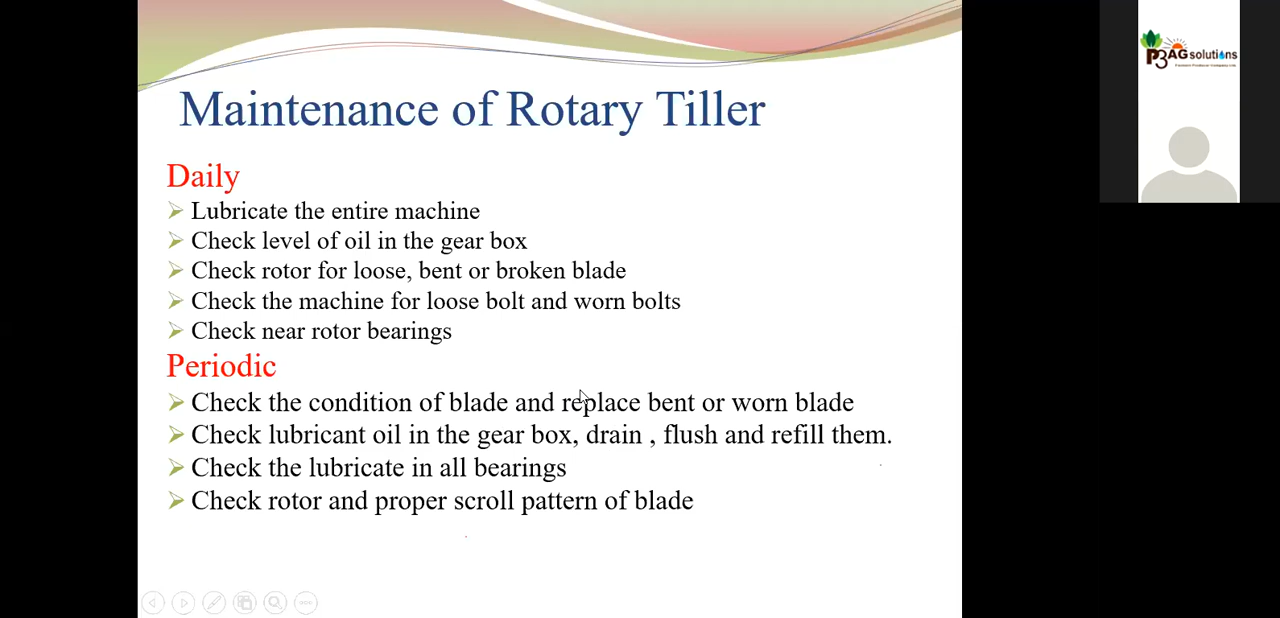 Maintenance of Rotary Tiller
Daily
Lubricate the entire machine
Check level of oil in the gear box
Check rotor for loose, bent or broken blade
Check the machine for loose bolt and worn bolts
Check near rotor bearings
Periodic
Check the condition of blade and replace bent or worn blade
Check lubricant oil in the gear box, drain , flush and refill them.
Check the lubricate in all bearings
Check rotor and proper scroll pattern of blade
P3AGsolutions